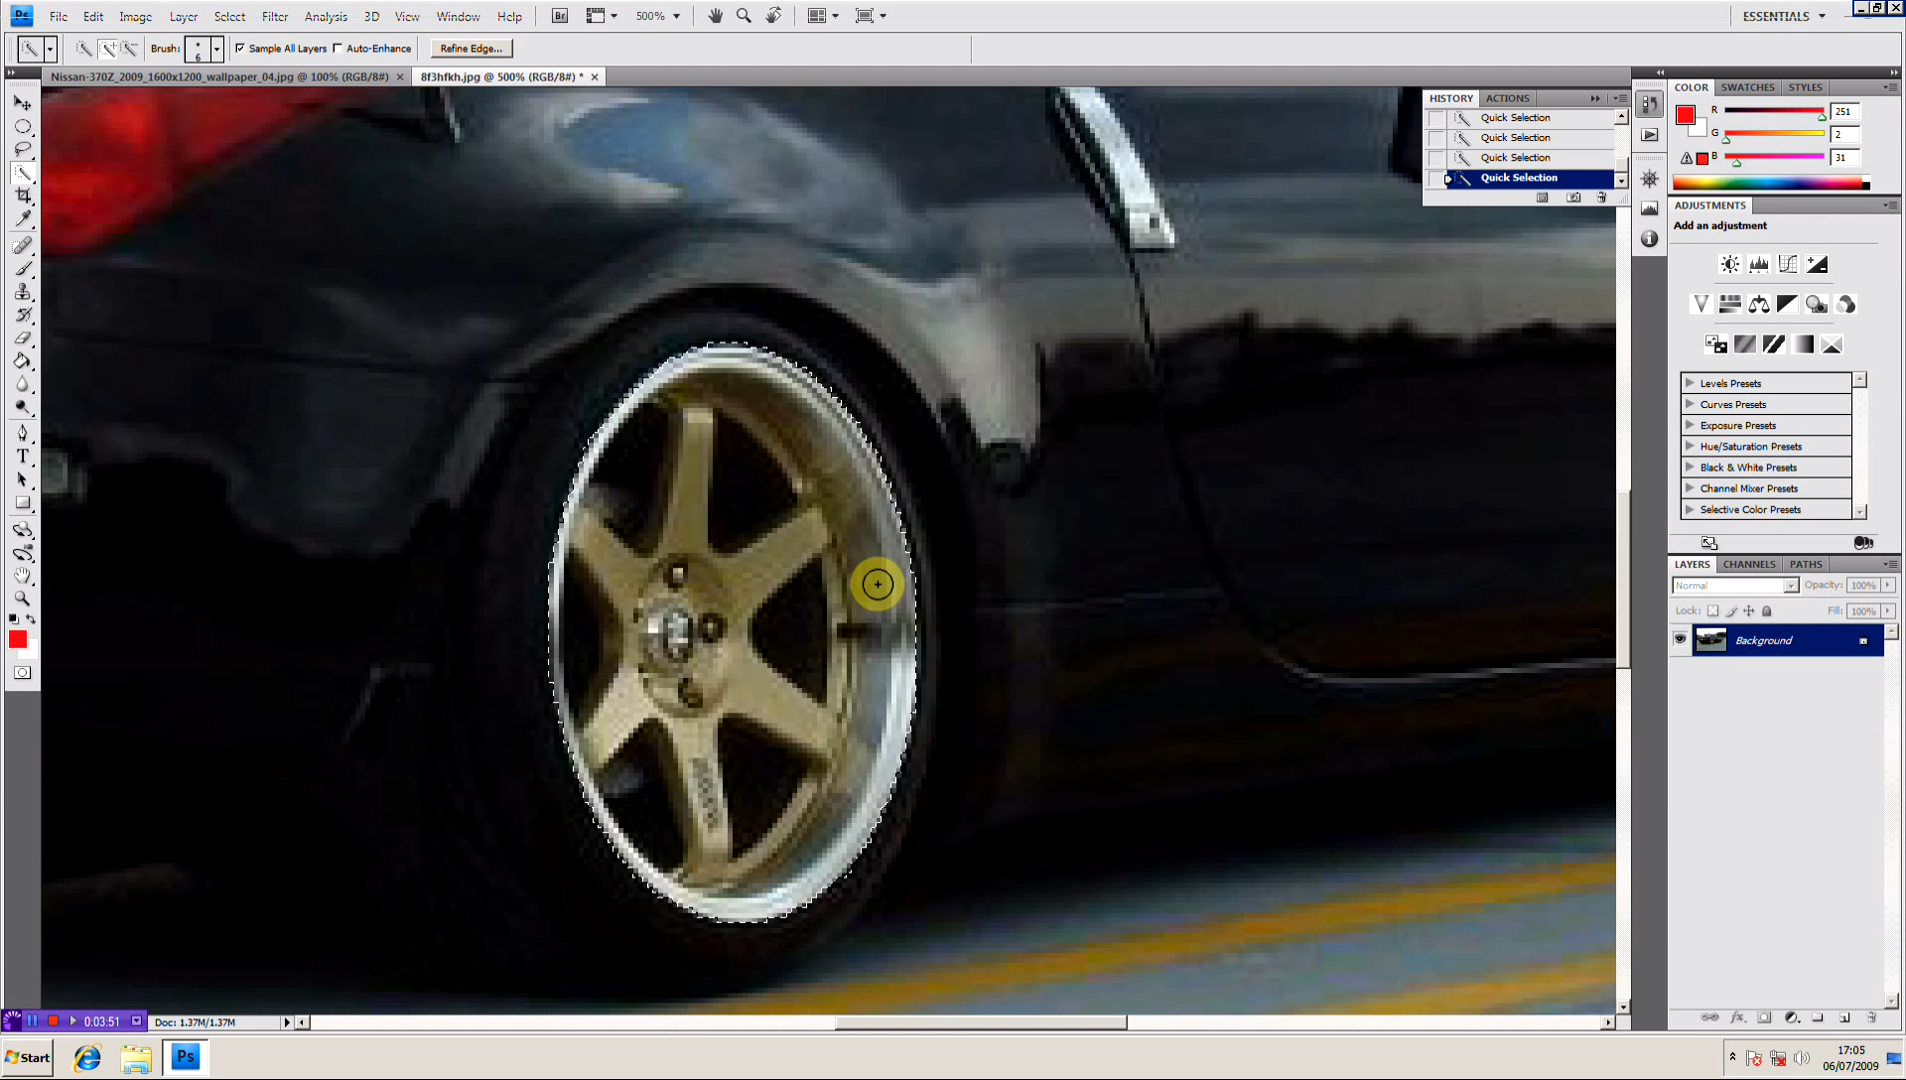 Ps File Edit Image Layer Select Filter Analysis 3D View Window Help Br 500% ESSENTIALS
Brush: 6 Sample All Layers Auto-Enhance Refine Edge...
Nissan-370Z_2009_1600x1200_wallpaper_04.jpg @ 100% (RGB/8#) 8f3hfkh.jpg @ 500% (RGB/8#) *
HISTORY ACTIONS
Quick Selection
Quick Selection
Quick Selection
Quick Selection
COLOR SWATCHES STYLES
R 251
G 2
B 31
ADJUSTMENTS
Add an adjustment
Levels Presets
Curves Presets
Exposure Presets
Hue/Saturation Presets
Black & White Presets
Channel Mixer Presets
Selective Color Presets
LAYERS CHANNELS PATHS
Normal Opacity: 100%
Lock: Fill: 100%
Background
0:03:51 Doc: 1.37M/1.37M
Start Ps 17:05
06/07/2009